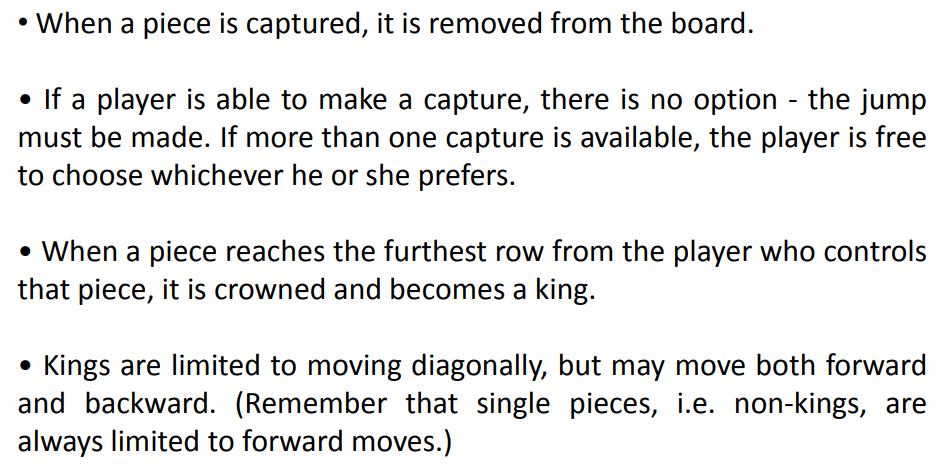 • When a piece is captured, it is removed from the board.
• If a player is able to make a capture, there is no option - the jump
must be made. If more than one capture is available, the player is free
to choose whichever he or she prefers.
• When a piece reaches the furthest row from the player who controls
that piece, it is crowned and becomes a king.
• Kings are limited to moving diagonally, but may move both forward
and backward. (Remember that single pieces, i.e. non-kings, are
always limited to forward moves.)